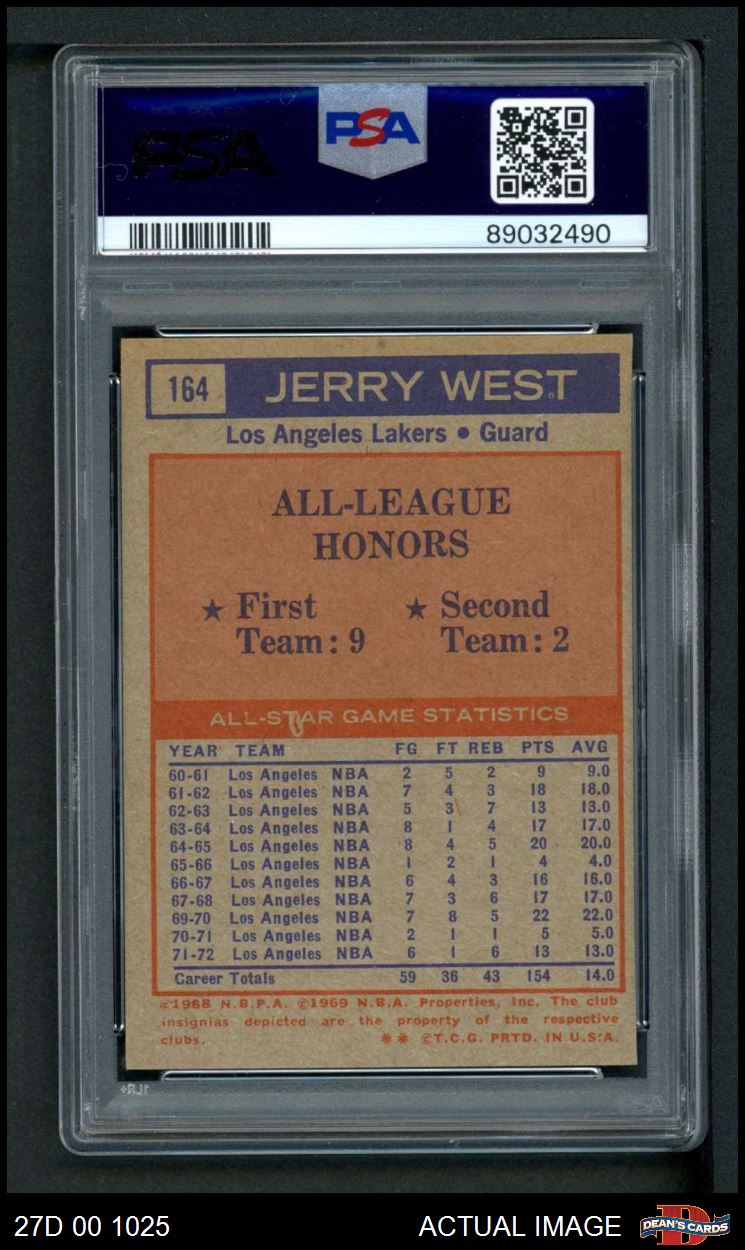 PSA
PSA
89032490
164 JERRY WEST
Los Angeles Lakers • Guard
ALL-LEAGUE
HONORS
★ First ★ Second
Team: 9 Team: 2
ALL-STAR GAME STATISTICS
YEAR TEAM FG FT REB PTS AVG
60-61 Los Angeles NBA 2 5 2 9 9.0
61-62 Los Angeles NBA 7 4 3 18 18.0
62-63 Los Angeles NBA 5 3 7 13 13.0
63-64 Los Angeles NBA 8 1 4 17 17.0
64-65 Los Angeles NBA 8 4 5 20 20.0
65-66 Los Angeles NBA 1 2 1 4 4.0
66-67 Los Angeles NBA 6 4 3 16 16.0
67-68 Los Angeles NBA 7 3 6 17 17.0
69-70 Los Angeles NBA 7 8 5 22 22.0
70-71 Los Angeles NBA 2 1 1 5 5.0
71-72 Los Angeles NBA 6 1 6 13 13.0
Career Totals 59 36 43 154 14.0
©1968 N.B.P.A. ©1969 N.B.A. Properties, Inc. The club
insignias depicted are the property of the respective
clubs. ** ©T.C.G. PRTD. IN U.S.A.
27D 00 1025 ACTUAL IMAGE DEAN'S CARDS